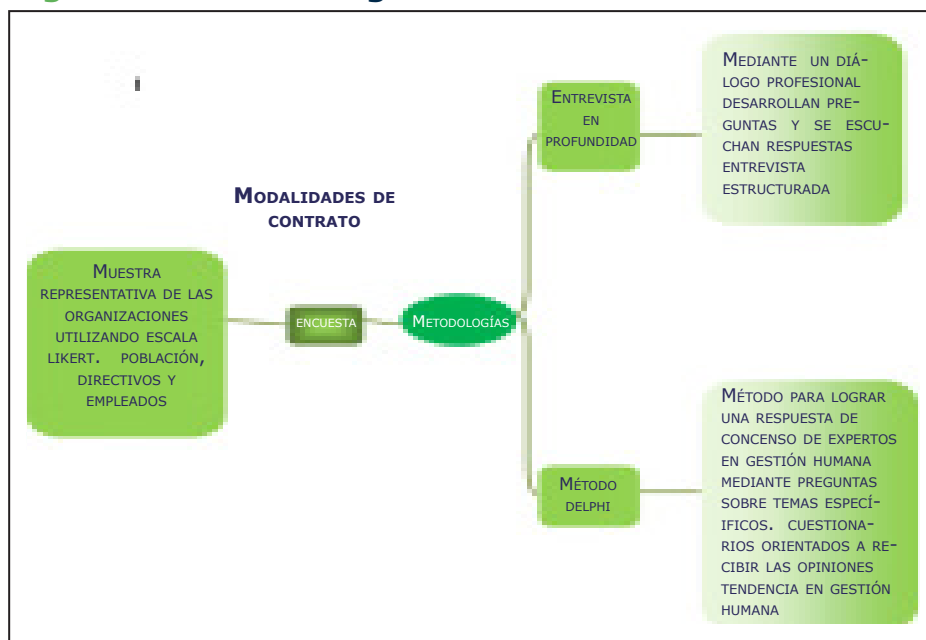 MODALIDADES DE
CONTRATO
MUESTRA
REPRESENTATIVA DE LAS
ORGANIZACIONES
UTILIZANDO ESCALA
LIKERT. POBLACIÓN,
DIRECTIVOS Y
EMPLEADOS
ENCUESTA
METODOLOGÍAS
ENTREVISTA
EN
PROFUNDIDAD
MEDIANTE UN DIÁ-
LOGO PROFESIONAL
DESARROLLAN PRE-
GUNTAS Y SE ESCU-
CHAN RESPUESTAS
ENTREVISTA
ESTRUCTURADA
MÉTODO
DELPHI
MÉTODO PARA LOGRAR
UNA RESPUESTA DE
CONCENSO DE EXPERTOS
EN GESTIÓN HUMANA
MEDIANTE PREGUNTAS
SOBRE TEMAS ESPECÍ-
IFICOS. CUESTIONA-
RIOS ORIENTADOS A RE-
CIBIR LAS OPINIONES
TENDENCIA EN GESTIÓN
HUMANA